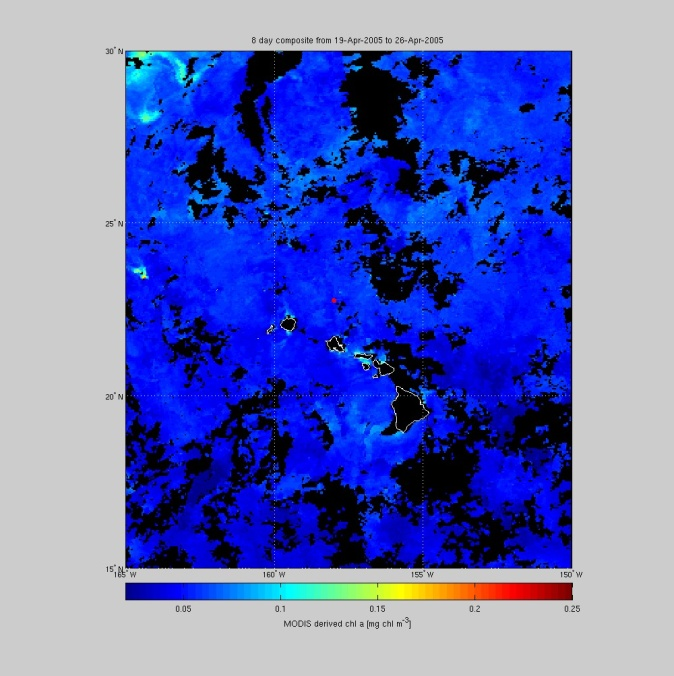 8 day composite from 19-Apr-2005 to 26-Apr-2005
30° N
25° N
20° N
15° N
165° W
160° W
155° W
150° W
0.05
0.1
0.15
0.2
0.25
MODIS derived chl a [mg chl m⁻³]